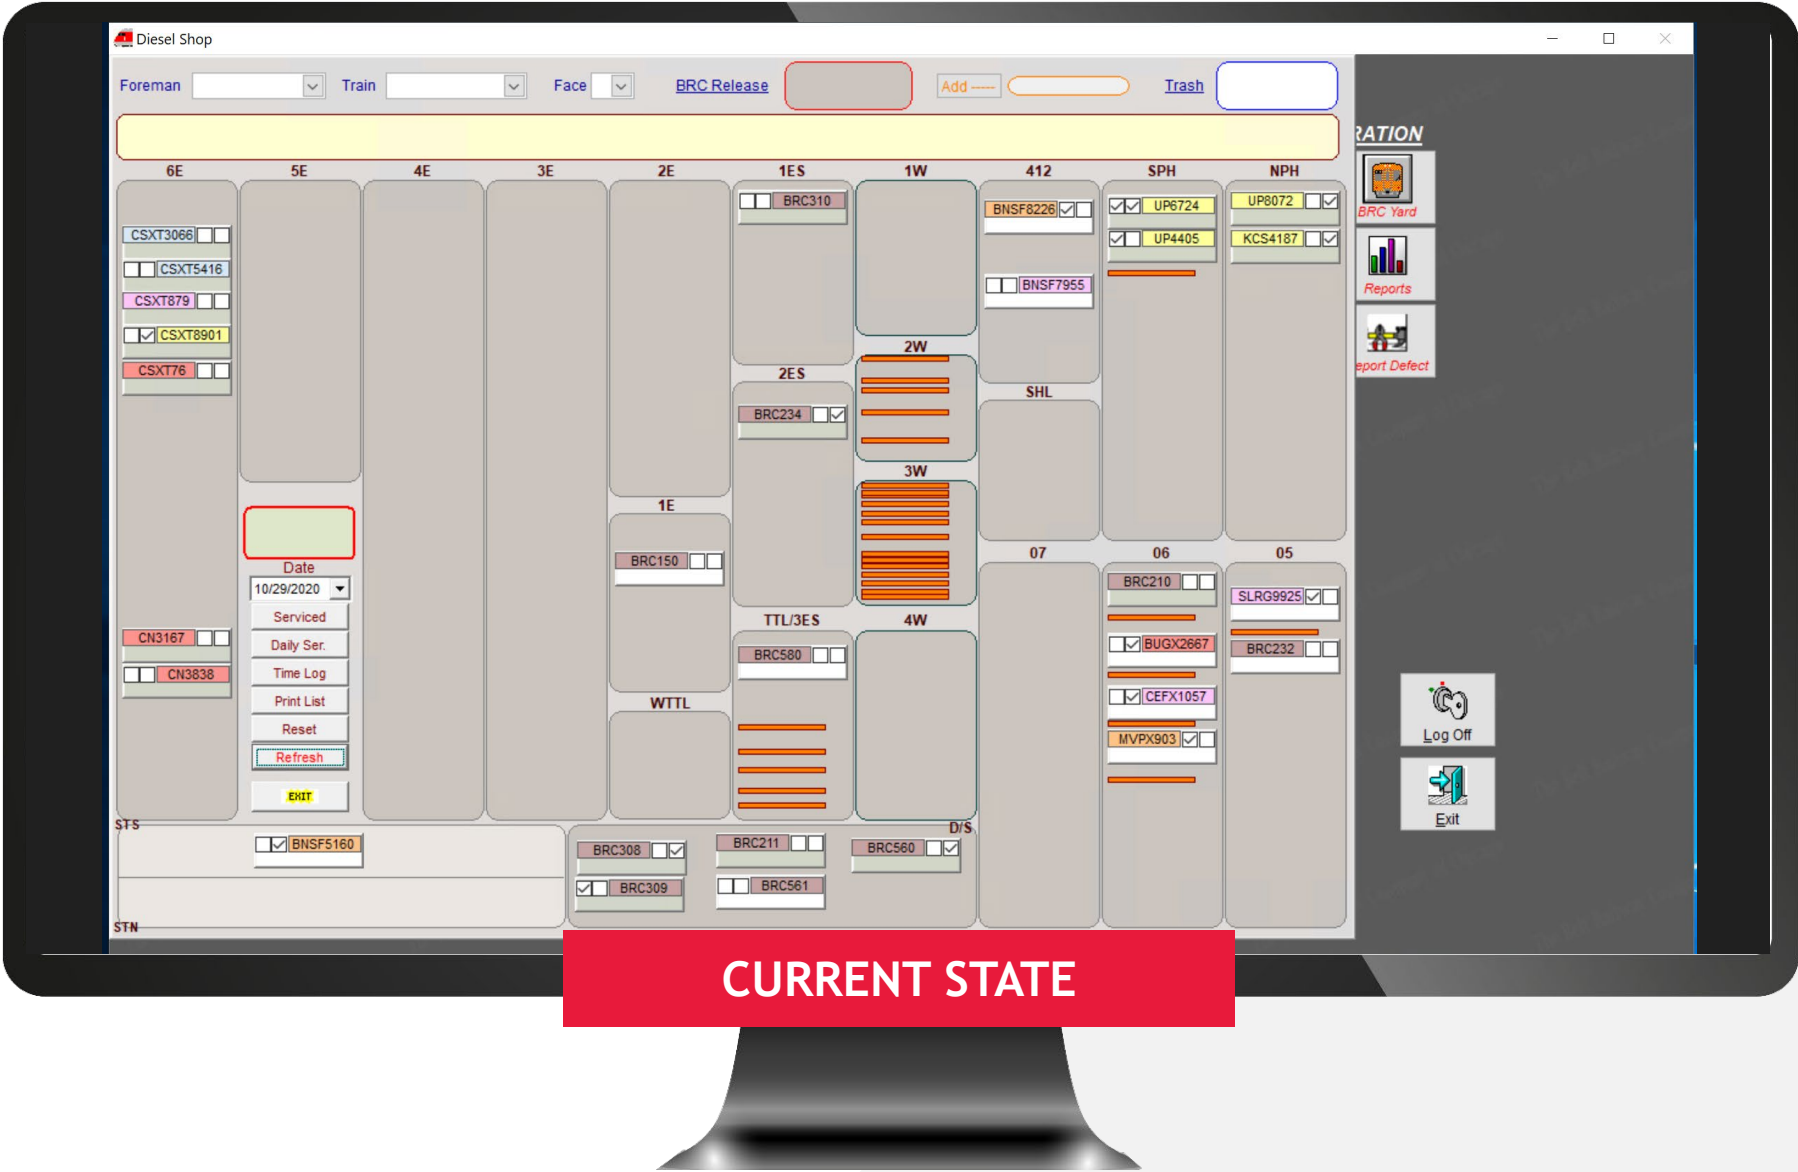 Diesel Shop
Foreman Train Face BRC Release Add ----- Trash
RATION
6E 5E 4E 3E 2E 1ES 1W 412 SPH NPH
BRC310
BNSF8226 UP6724 UP8072
BRC Yard
CSXT3066
UP4405 KCS4187
CSXT5416
BNSF7955
Reports
CSXT879
CSXT8901
2W
eport Defect
CSXT76
2ES
SHL
BRC234
3W
1E
07 06 05
BRC150
Date
10/29/2020
BRC210
SLRG9925
Serviced
TTL/3ES 4W
CN3167
Daily Ser.
BUGX2667
BRC232
BRC580
CN3838
Time Log
CEFX1057
Print List
WTTL
Reset
MVPX903
Log Off
Refresh
EXIT
Exit
STS
D/S
BNSF5160
BRC308 BRC211 BRC560
BRC309 BRC561
STN
CURRENT STATE